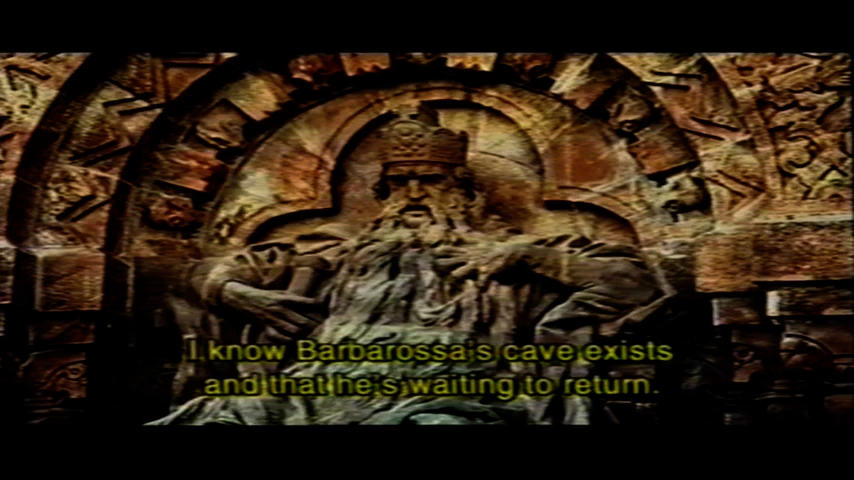 I know Barbarossa's cave exists
and that he's waiting to return.